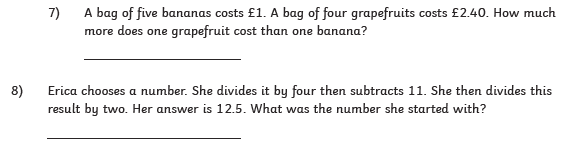 7) A bag of five bananas costs £1. A bag of four grapefruits costs £2.40. How much
more does one grapefruit cost than one banana?
8) Erica chooses a number. She divides it by four then subtracts 11. She then divides this
result by two. Her answer is 12.5. What was the number she started with?